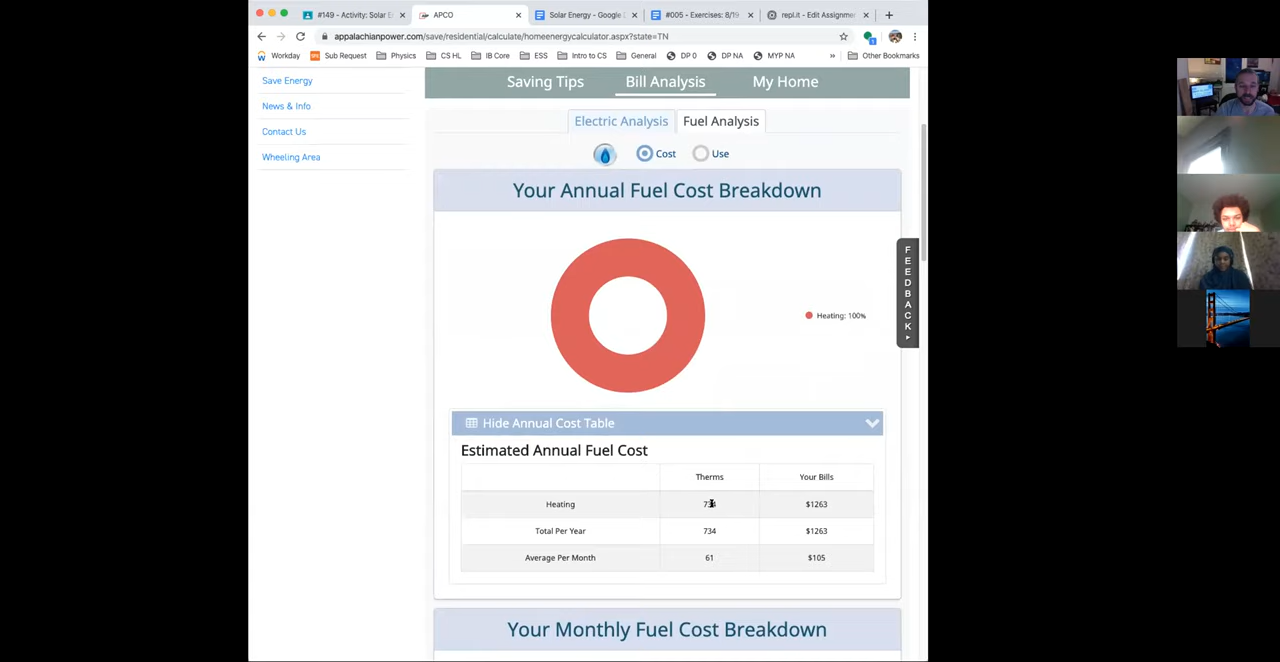 #149 - Activity: Solar E
APCO
Solar Energy - Google
#005 - Exercises: 8/19
repl.it - Edit Assignme
appalachianpower.com/save/residential/calculate/homeenergycalculator.aspx?state=TN
Workday
Sub Request
Physics
CS HL
IB Core
ESS
Intro to CS
General
DP 0
DP NA
MYP NA
»
Other Bookmarks
Save Energy
News & Info
Contact Us
Wheeling Area
Saving Tips
Bill Analysis
My Home
Electric Analysis
Fuel Analysis
Cost
Use
Your Annual Fuel Cost Breakdown
Heating: 100%
FEEDBACK
Hide Annual Cost Table
Estimated Annual Fuel Cost
Therms Your Bills
Heating 734 $1263
Total Per Year 734 $1263
Average Per Month 61 $105
Your Monthly Fuel Cost Breakdown